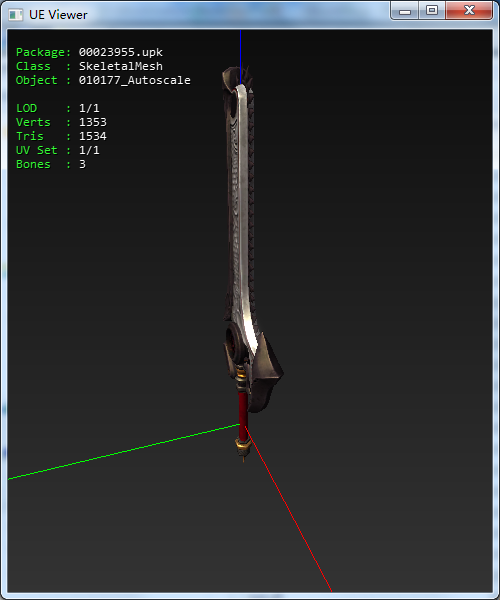 UE Viewer
Package: 00023955.upk
Class : SkeletalMesh
Object : 010177_Autoscale
LOD : 1/1
Verts : 1353
Tris : 1534
UV Set : 1/1
Bones : 3